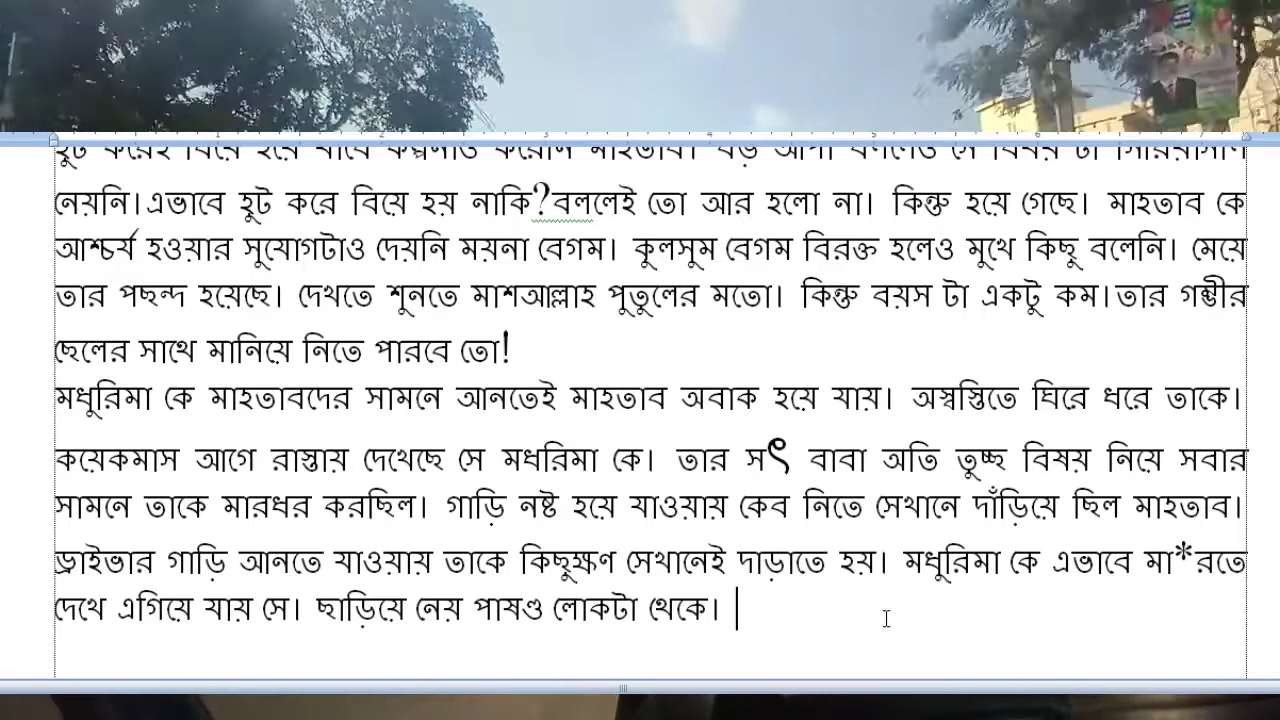 নেয়নি।এভাবে হুট করে বিয়ে হয় নাকি?বললেই তো আর হলো না। কিন্তু হয়ে গেছে। মাহতাব কে
আশ্চর্য হওয়ার সুযোগটাও দেয়নি ময়না বেগম। কুলসুম বেগম বিরক্ত হলেও মুখে কিছু বলেনি। মেয়ে
তার পছন্দ হয়েছে। দেখতে শুনতে মাশআল্লাহ পুতুলের মতো। কিন্তু বয়স টা একটু কম।তার গম্ভীর
ছেলের সাথে মানিয়ে নিতে পারবে তো!
মধুরিমা কে মাহতাবদের সামনে আনতেই মাহতাব অবাক হয়ে যায়। অস্বস্তিতে ঘিরে ধরে তাকে।
কয়েকমাস আগে রাস্তায় দেখেছে সে মধরিমা কে। তার সৎ বাবা অতি তুচ্ছ বিষয় নিয়ে সবার
সামনে তাকে মারধর করছিল। গাড়ি নষ্ট হয়ে যাওয়ায় কেব নিতে সেখানে দাঁড়িয়ে ছিল মাহতাব।
ড্রাইভার গাড়ি আনতে যাওয়ায় তাকে কিছুক্ষণ সেখানেই দাড়াতে হয়। মধুরিমা কে এভাবে মা*রতে
দেখে এগিয়ে যায় সে। ছাড়িয়ে নেয় পাষণ্ড লোকটা থেকে।